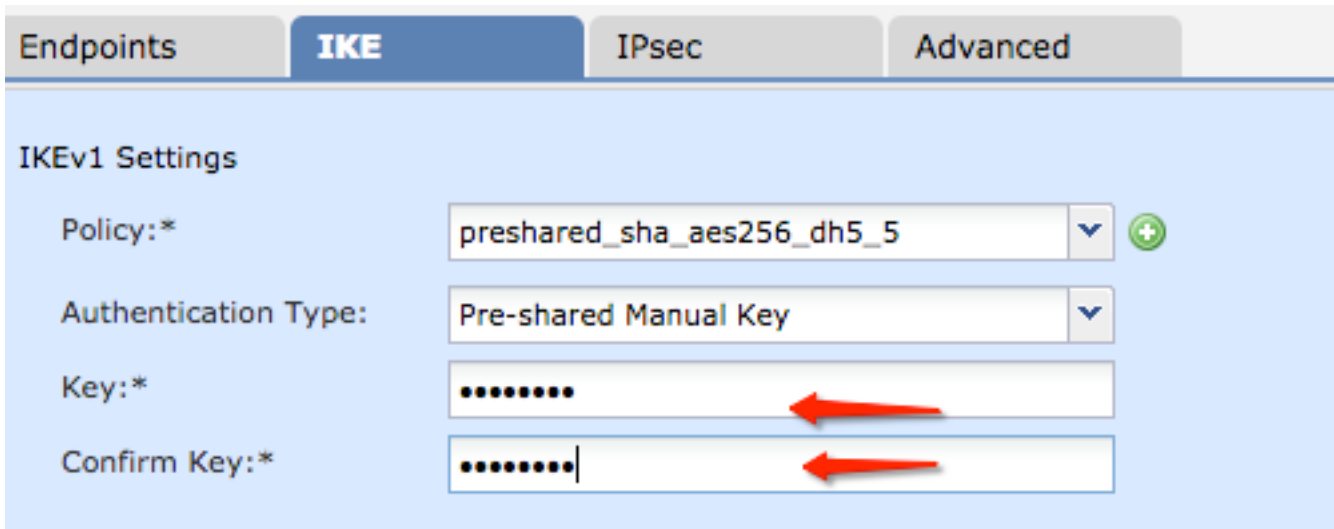 Endpoints IKE IPsec Advanced
IKEv1 Settings
Policy:* preshared_sha_aes256_dh5_5
Authentication Type: Pre-shared Manual Key
Key:* ••••••••
Confirm Key:* ••••••••